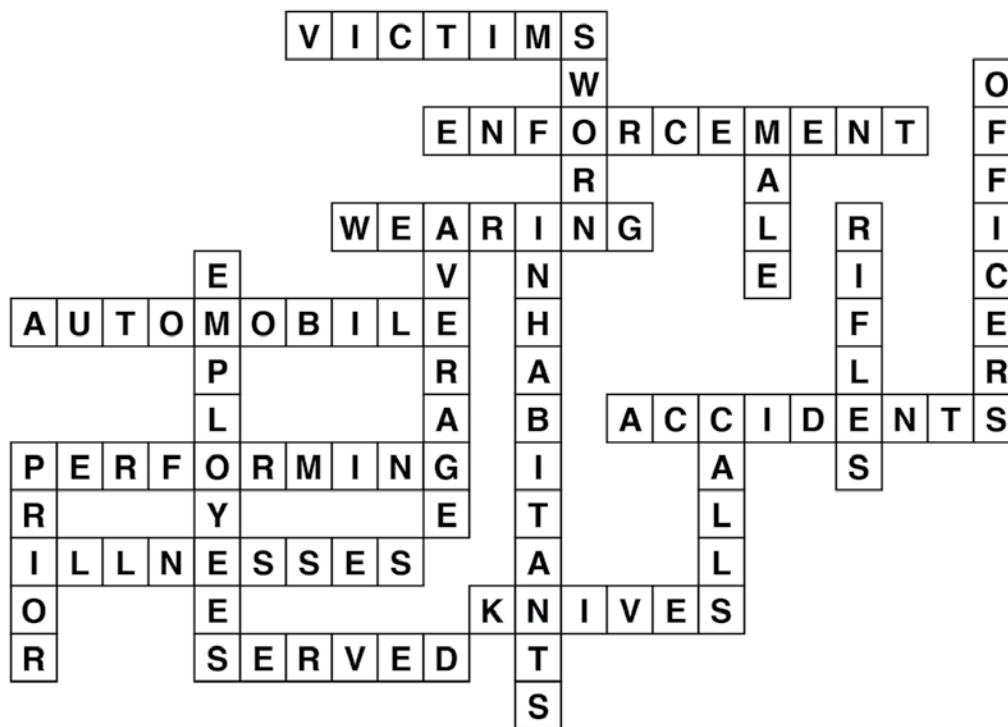 VICTIMS
SWORN
OFFICERS
ENFORCEMENT
MALE
WEARING
AVERAGE
INHABITANTS
RIFLES
EMPLOYEES
AUTOMOBILE
ACCIDENTS
CALLS
PERFORMING
PRIOR
ILLNESSES
KNIVES
SERVED